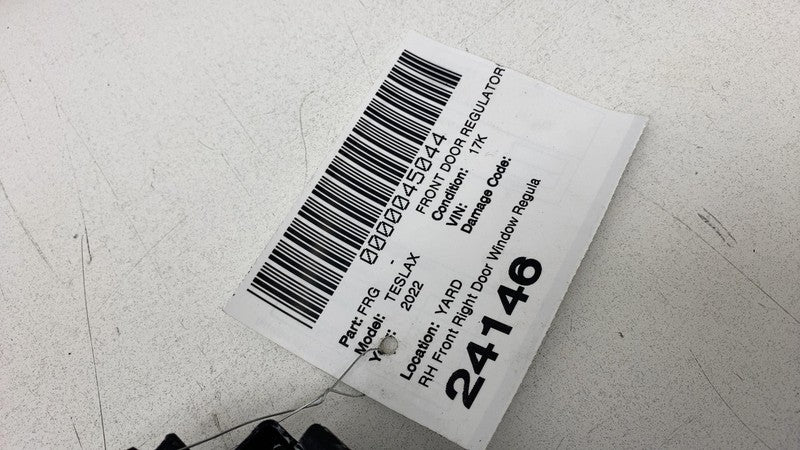 0000045044
Part: FRG - FRONT DOOR REGULATOR
Model: TESLAX Condition: 17K
2022 VIN:
Damage Code:
Location: YARD
RH Front Right Door Window Regula
24146